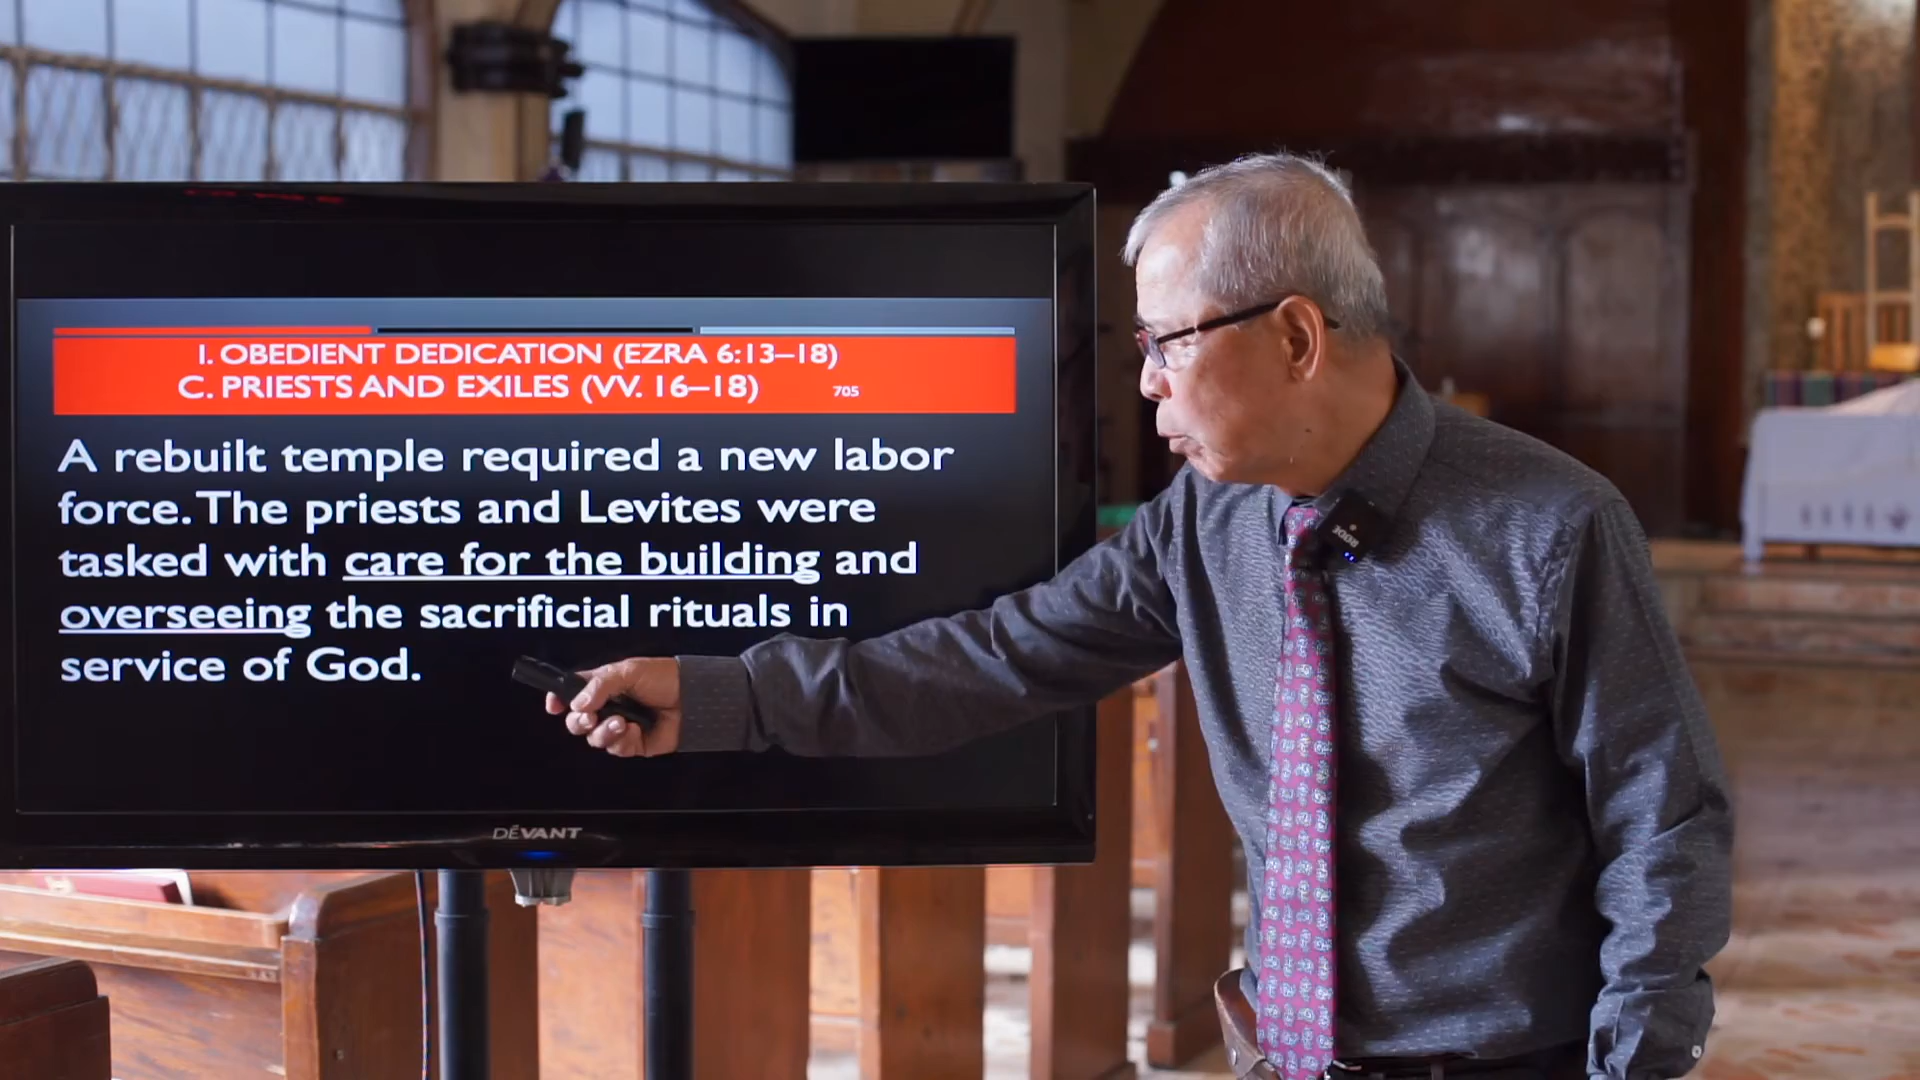 I. OBEDIENT DEDICATION (EZRA 6:13–18)
C. PRIESTS AND EXILES (VV. 16–18) 705
A rebuilt temple required a new labor
force. The priests and Levites were
tasked with care for the building and
overseeing the sacrificial rituals in
service of God.
DÉVANT
RØDE